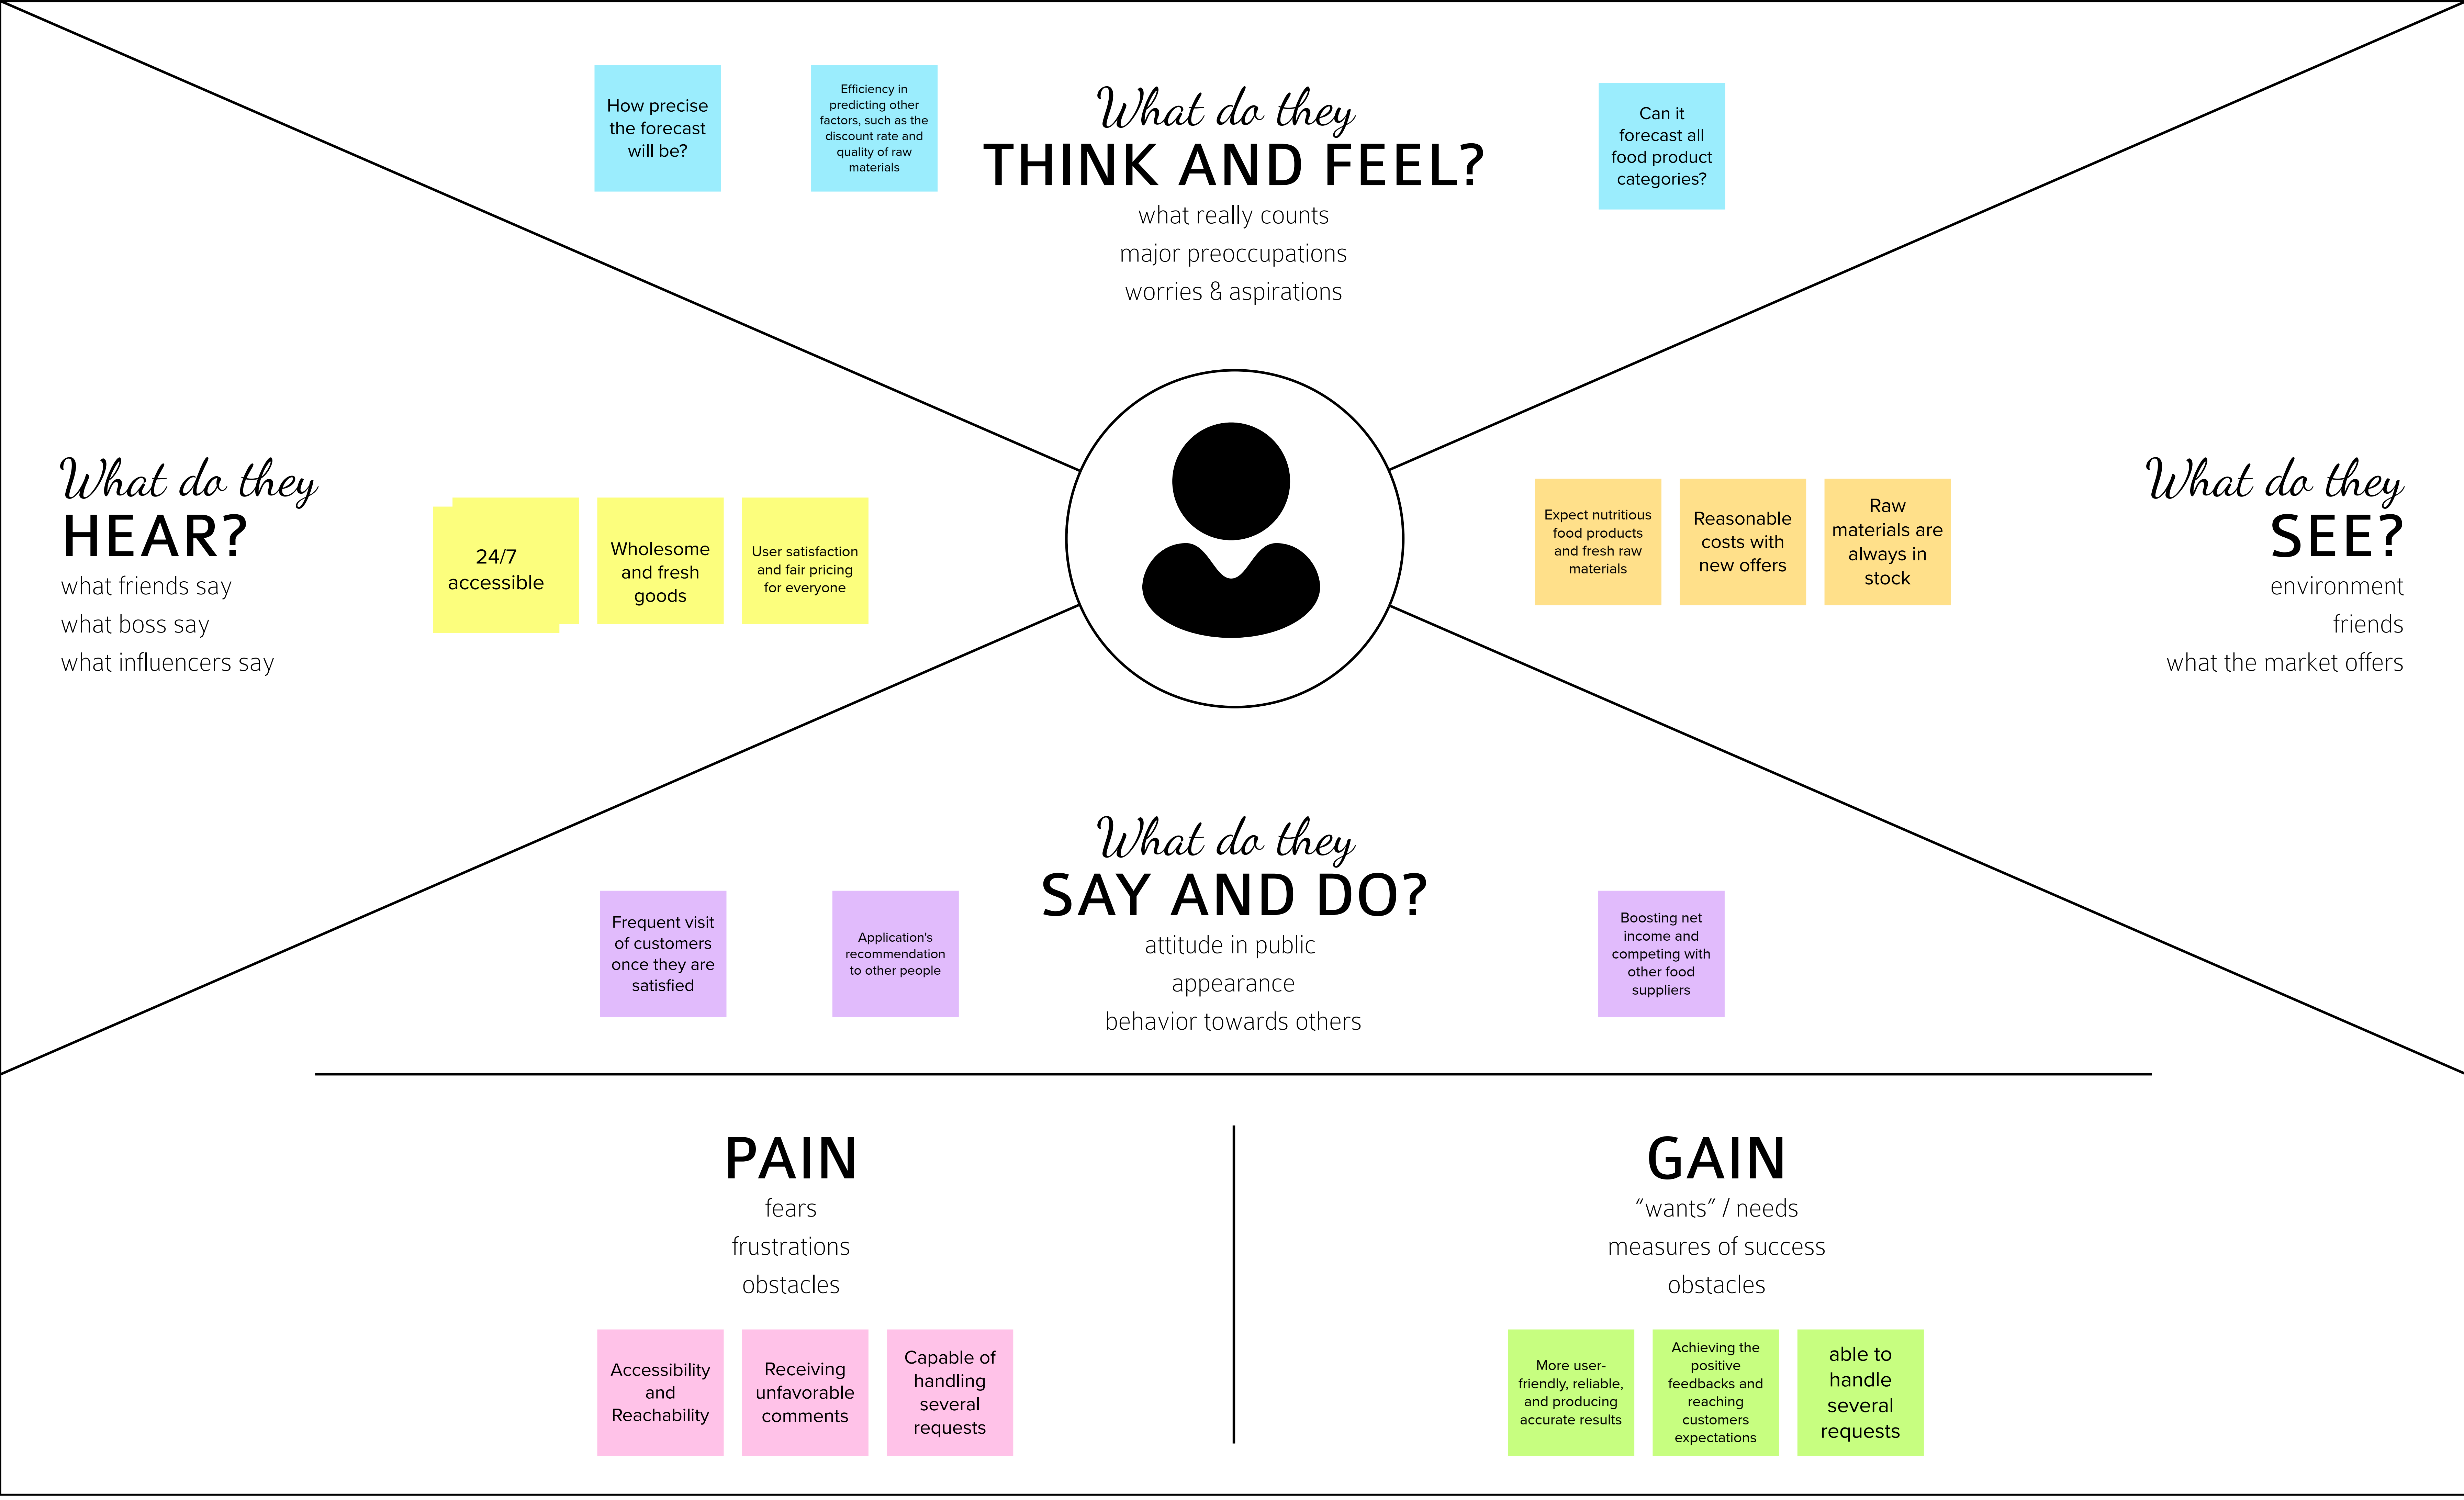 How precise
the forecast
will be?
Efficiency in
predicting other
factors, such as the
discount rate and
quality of raw
materials
What do they
THINK AND FEEL?
what really counts
major preoccupations
worries & aspirations
Can it
forecast all
food product
categories?
What do they
HEAR?
what friends say
what boss say
what influencers say
24/7
accessible
Wholesome
and fresh
goods
User satisfaction
and fair pricing
for everyone
Expect nutritious
food products
and fresh raw
materials
Reasonable
costs with
new offers
Raw
materials are
always in
stock
What do they
SEE?
environment
friends
what the market offers
Frequent visit
of customers
once they are
satisfied
Application's
recommendation
to other people
What do they
SAY AND DO?
attitude in public
appearance
behavior towards others
Boosting net
income and
competing with
other food
suppliers
PAIN
fears
frustrations
obstacles
Accessibility
and
Reachability
Receiving
unfavorable
comments
Capable of
handling
several
requests
GAIN
“wants” / needs
measures of success
obstacles
More user-
friendly, reliable,
and producing
accurate results
Achieving the
positive
feedbacks and
reaching
customers
expectations
able to
handle
several
requests